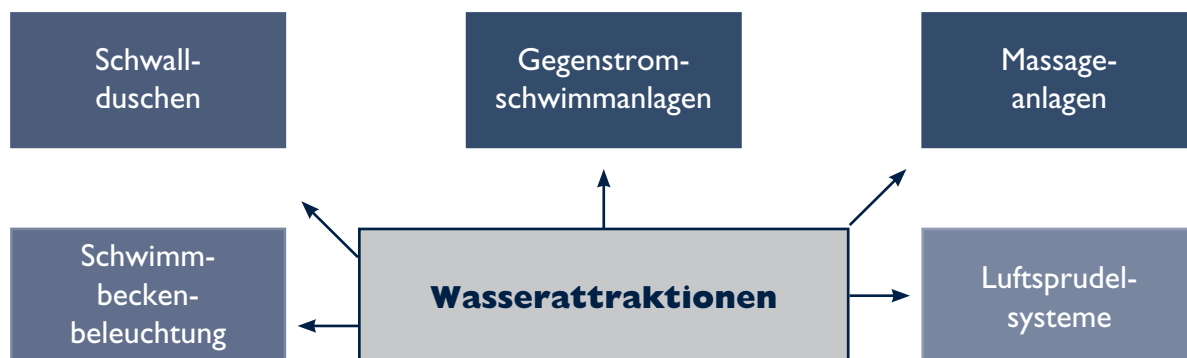 Schwall-
duschen
Gegenstrom-
schwimmanlagen
Massage-
anlagen
Schwimm-
becken-
beleuchtung
Wasserattraktionen
Luftsprudel-
systeme